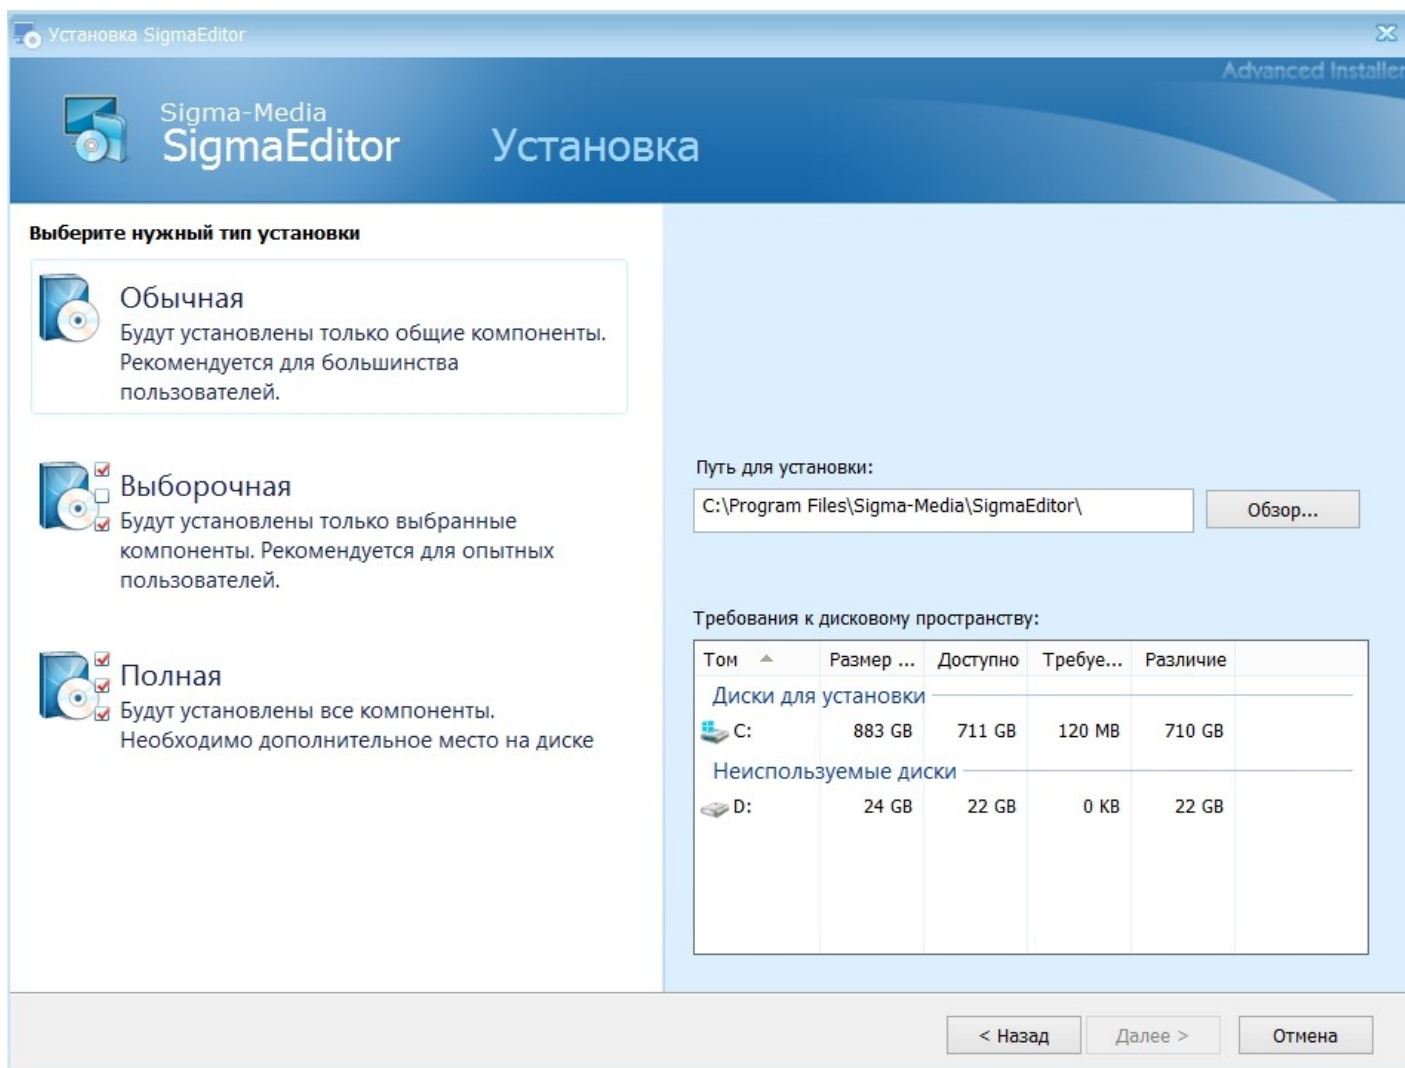 Установка SigmaEditor
Advanced Installer
Sigma-Media
SigmaEditor
Установка
Выберите нужный тип установки
Обычная
Будут установлены только общие компоненты.
Рекомендуется для большинства
пользователей.
Выборочная
Будут установлены только выбранные
компоненты. Рекомендуется для опытных
пользователей.
Полная
Будут установлены все компоненты.
Необходимо дополнительное место на диске
Путь для установки:
C:\Program Files\Sigma-Media\SigmaEditor\
Обзор...
Требования к дисковому пространству:
Том Размер ... Доступно Требуе... Различие
Диски для установки
C: 883 GB 711 GB 120 MB 710 GB
Неиспользуемые диски
D: 24 GB 22 GB 0 KB 22 GB
< Назад Далее > Отмена